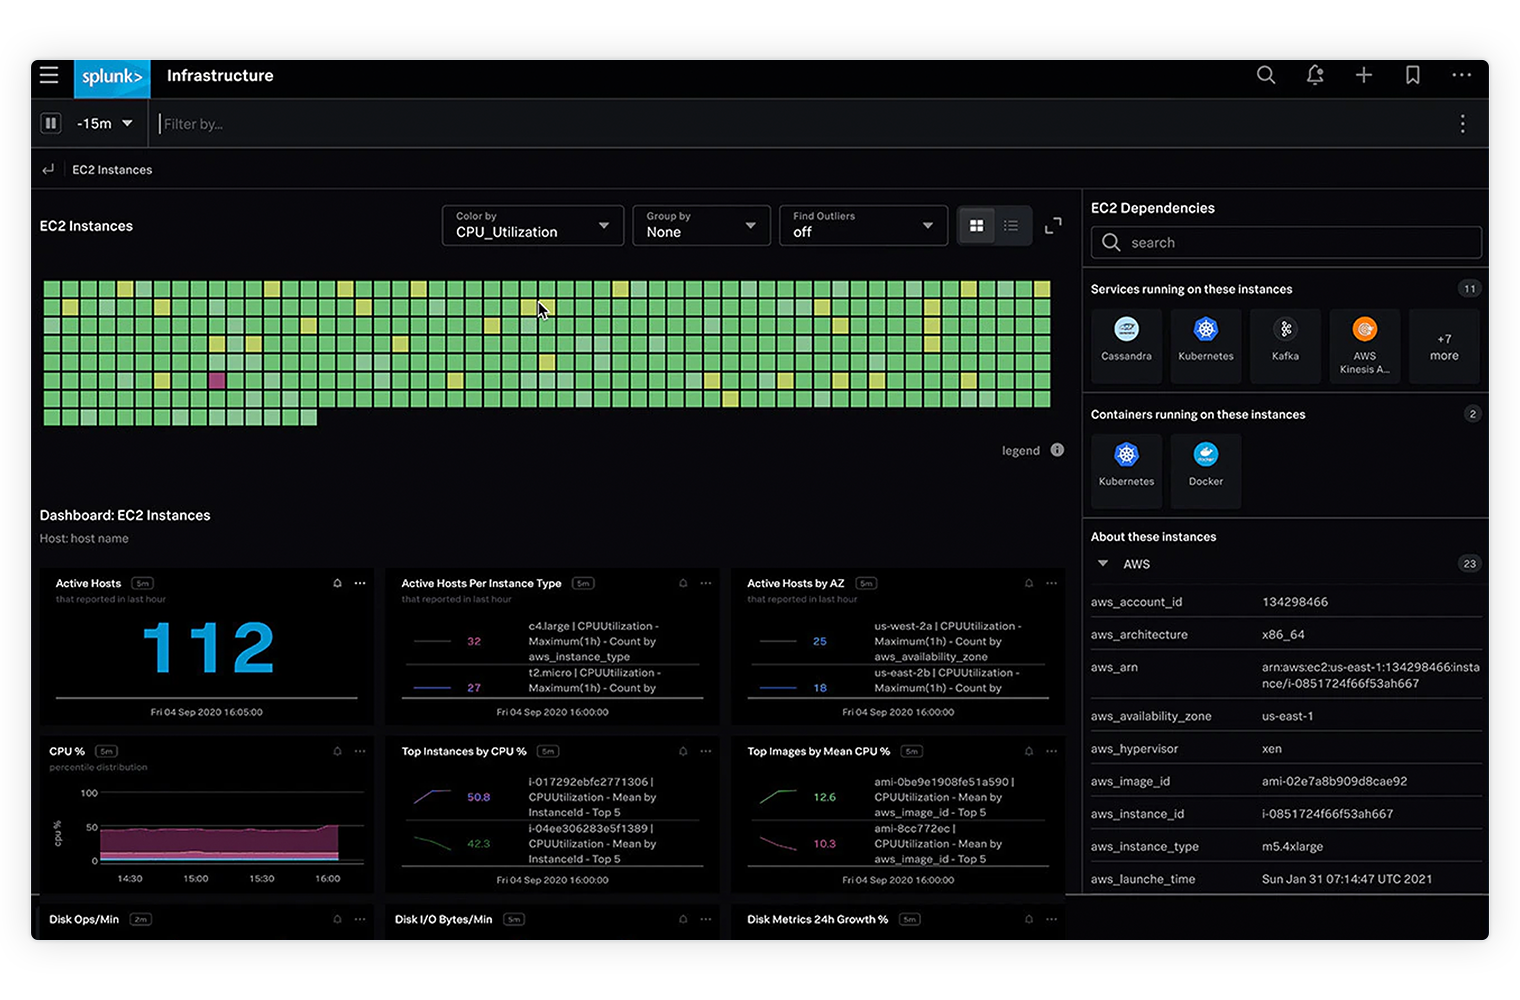 splunk> Infrastructure
-15m Filter by...
EC2 Instances
EC2 Instances
Color by
CPU_Utilization
Group by
None
Find Outliers
off
legend
Dashboard: EC2 Instances
Host: host name
Active Hosts 5m
that reported in last hour
112
Fri 04 Sep 2020 16:05:00
Active Hosts Per Instance Type 5m
that reported in last hour
32
c4.large | CPUUtilization -
Maximum(1h) - Count by
aws_instance_type
27
t2.micro | CPUUtilization -
Maximum(1h) - Count by
Fri 04 Sep 2020 16:00:00
Active Hosts by AZ 5m
that reported in last hour
25
us-west-2a | CPUUtilization -
Maximum(1h) - Count by
aws_availability_zone
18
us-east-2b | CPUUtilization -
Maximum(1h) - Count by
Fri 04 Sep 2020 16:00:00
CPU % 5m
percentile distribution
cpu %
100
50
0
14:30 15:00 15:30 16:00
Top Instances by CPU % 5m
50.8
i-017292ebfc2771306 |
CPUUtilization - Mean by
InstanceId - Top 5
42.3
i-04ee306283e5f1389 |
CPUUtilization - Mean by
InstanceId - Top 5
Fri 04 Sep 2020 16:00:00
Top Images by Mean CPU % 5m
12.6
ami-0be9e1908fe51a590 |
CPUUtilization - Mean by
aws_image_id - Top 5
10.3
ami-8cc772ec |
CPUUtilization - Mean by
aws_image_id - Top 5
Fri 04 Sep 2020 16:00:00
Disk Ops/Min 2m
Disk I/O Bytes/Min 5m
Disk Metrics 24h Growth % 5m
EC2 Dependencies
search
Services running on these instances 11
Cassandra
Kubernetes
Kafka
AWS
Kinesis A...
+7
more
Containers running on these instances 2
Kubernetes
docker
Docker
About these instances
AWS 23
aws_account_id 134298466
aws_architecture x86_64
aws_arn arn:aws:ec2:us-east-1:134298466:insta
nce/i-0851724f66f53ah667
aws_availability_zone us-east-1
aws_hypervisor xen
aws_image_id ami-02e7a8b909d8cae92
aws_instance_id i-0851724f66f53ah667
aws_instance_type m5.4xlarge
aws_launche_time Sun Jan 31 07:14:47 UTC 2021